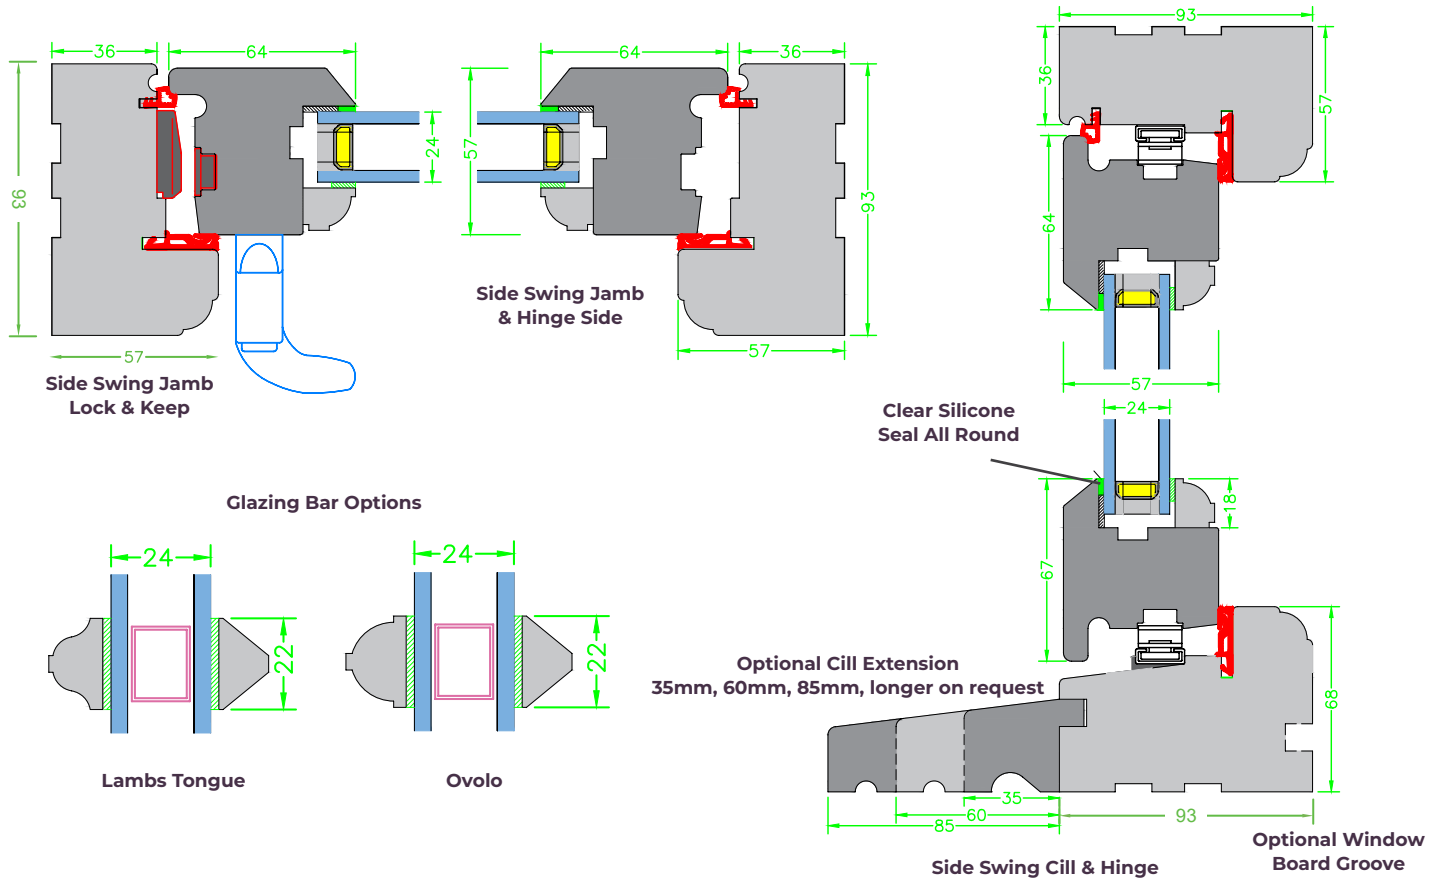 36
64
64
36
93
93
24
57
93
36
57
64
Side Swing Jamb
& Hinge Side
57
57
Side Swing Jamb
Lock & Keep
57
24
Clear Silicone
Seal All Round
18
67
Glazing Bar Options
24
24
22
22
Optional Cill Extension
35mm, 60mm, 85mm, longer on request
68
Lambs Tongue
Ovolo
35
60
93
85
Optional Window
Board Groove
Side Swing Cill & Hinge